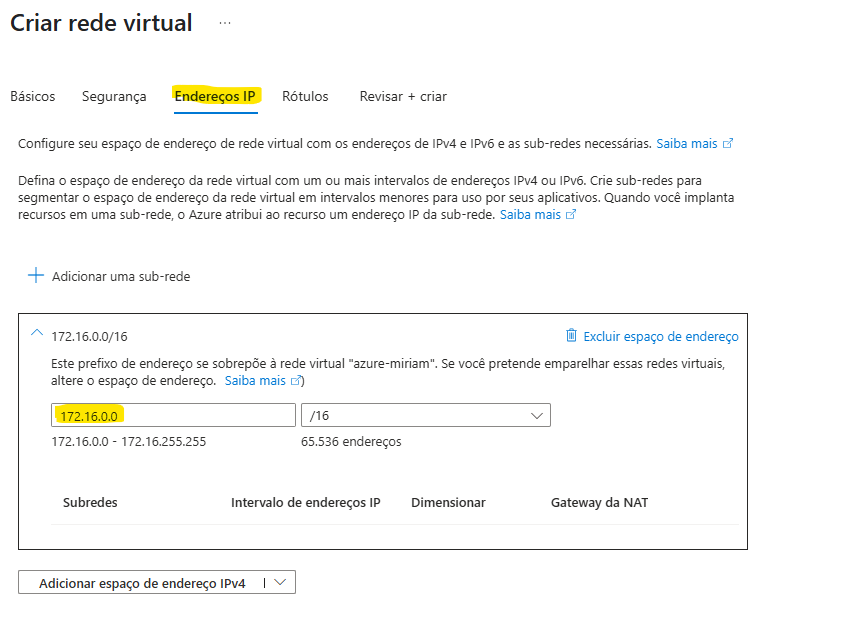 Criar rede virtual ...
Básicos Segurança Endereços IP Rótulos Revisar + criar
Configure seu espaço de endereço de rede virtual com os endereços de IPv4 e IPv6 e as sub-redes necessárias. Saiba mais
Defina o espaço de endereço da rede virtual com um ou mais intervalos de endereços IPv4 ou IPv6. Crie sub-redes para
segmentar o espaço de endereço da rede virtual em intervalos menores para uso por seus aplicativos. Quando você implanta
recursos em uma sub-rede, o Azure atribui ao recurso um endereço IP da sub-rede. Saiba mais
Adicionar uma sub-rede
172.16.0.0/16 Excluir espaço de endereço
Este prefixo de endereço se sobrepõe à rede virtual "azure-miriam". Se você pretende emparelhar essas redes virtuais,
altere o espaço de endereço. Saiba mais )
172.16.0.0 /16
172.16.0.0 - 172.16.255.255 65.536 endereços
Subredes Intervalo de endereços IP Dimensionar Gateway da NAT
Adicionar espaço de endereço IPv4 |